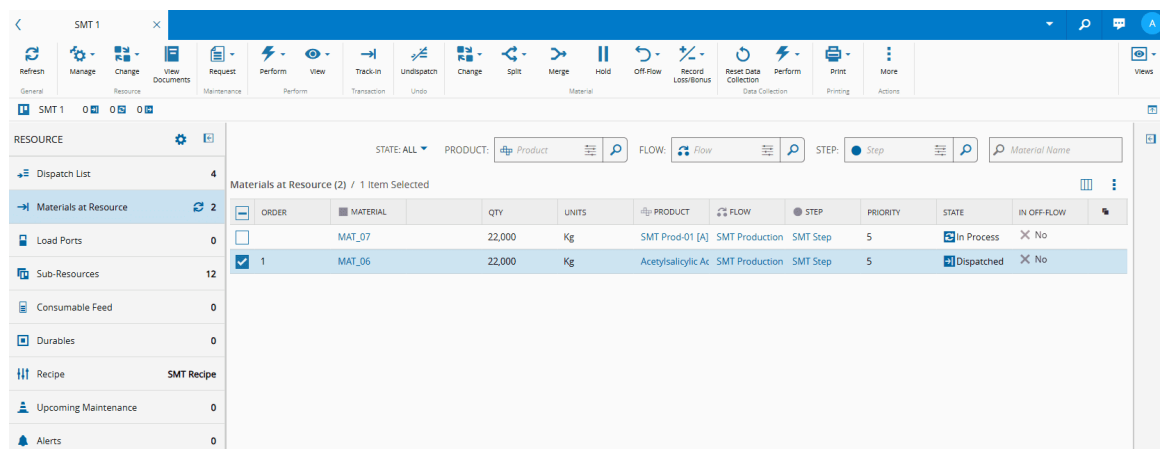 SMT 1
A
Refresh
Manage
Change
View Documents
Request
Perform
View
Track-In
Undispatch
Change
Split
Merge
Hold
Off-Flow
Record Loss/Bonus
Reset Data Collection
Perform
Print
More
Views
General
Resource
Maintenance
Perform
Transaction
Undo
Material
Data Collection
Printing
Actions
SMT 1 0 0 0
RESOURCE
Dispatch List 4
Materials at Resource 2
Load Ports 0
Sub-Resources 12
Consumable Feed 0
Durables 0
Recipe SMT Recipe
Upcoming Maintenance 0
Alerts 0
STATE: ALL PRODUCT: Product FLOW: Flow STEP: Step Material Name
Materials at Resource (2) / 1 Item Selected
ORDER MATERIAL QTY UNITS PRODUCT FLOW STEP PRIORITY STATE IN OFF-FLOW
MAT_07 22,000 Kg SMT Prod-01 [A] SMT Production SMT Step 5 In Process No
1 MAT_06 22,000 Kg Acetylsalicylic Ac SMT Production SMT Step 5 Dispatched No